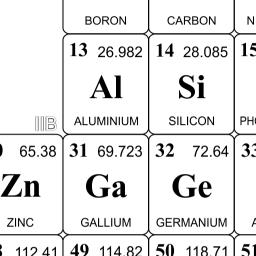 BORON CARBON N
13 26.982 14 28.085 15
Al Si
ALUMINIUM SILICON PHO
IIB
65.38 31 69.723 32 72.64 33
Zn Ga Ge
ZINC GALLIUM GERMANIUM A
112.41 49 114.82 50 118.71 51